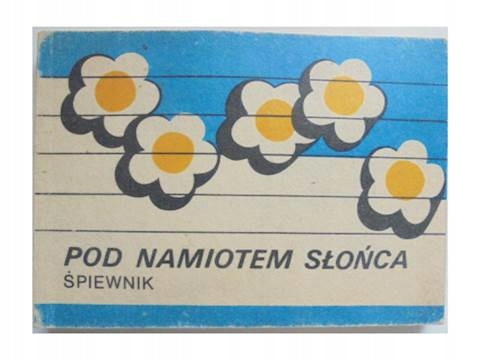 POD NAMIOTEM SŁOŃCA
ŚPIEWNIK